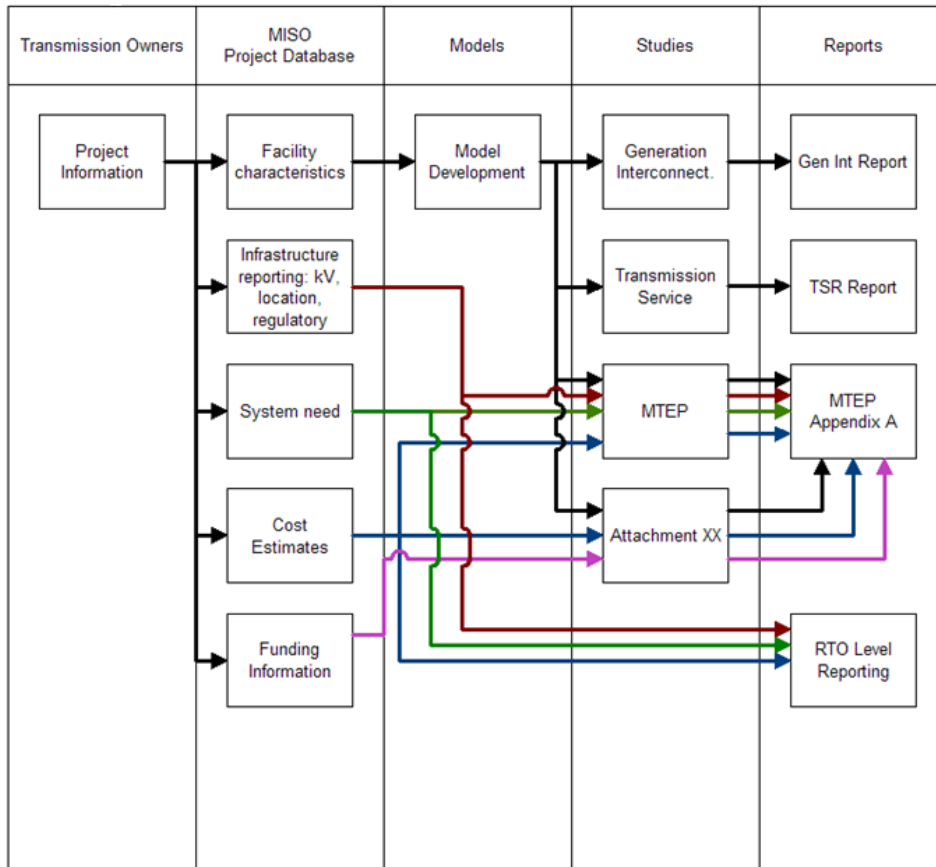 Transmission Owners
MISO
Project Database
Models
Studies
Reports
Project
Information
Facility
characteristics
Model
Development
Generation
Interconnect.
Gen Int Report
Infrastructure
reporting: kV,
location,
regulatory
Transmission
Service
TSR Report
System need
MTEP
MTEP
Appendix A
Cost
Estimates
Attachment XX
Funding
Information
RTO Level
Reporting